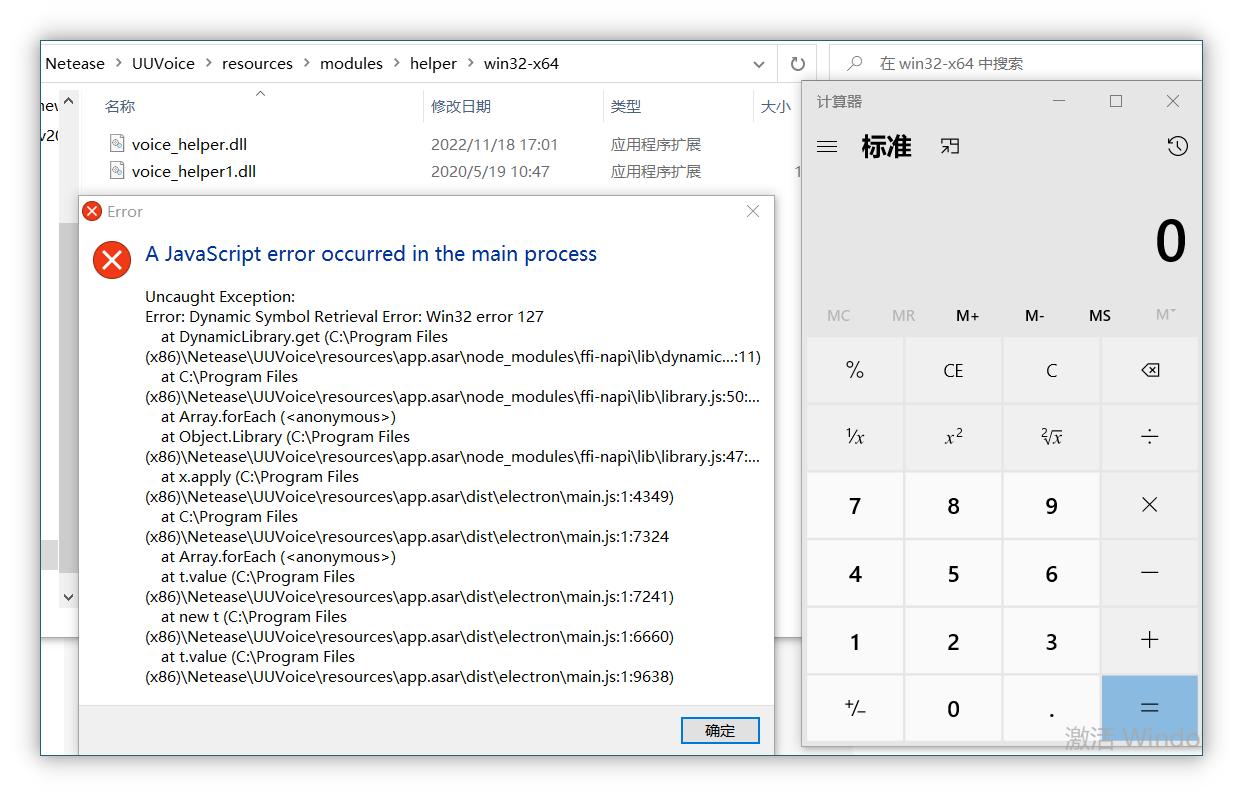 Netease > UUVoice > resources > modules > helper > win32-x64
在 win32-x64 中搜索
名称 修改日期 类型 大小
voice_helper.dll 2022/11/18 17:01 应用程序扩展
voice_helper1.dll 2020/5/19 10:47 应用程序扩展 1
Error
A JavaScript error occurred in the main process
Uncaught Exception:
Error: Dynamic Symbol Retrieval Error: Win32 error 127
at DynamicLibrary.get (C:\Program Files
(x86)\Netease\UUVoice\resources\app.asar\node_modules\ffi-napi\lib\dynamic...:11)
at C:\Program Files
(x86)\Netease\UUVoice\resources\app.asar\node_modules\ffi-napi\lib\library.js:50:...
at Array.forEach (<anonymous>)
at Object.Library (C:\Program Files
(x86)\Netease\UUVoice\resources\app.asar\node_modules\ffi-napi\lib\library.js:47:...
at x.apply (C:\Program Files
(x86)\Netease\UUVoice\resources\app.asar\dist\electron\main.js:1:4349)
at C:\Program Files
(x86)\Netease\UUVoice\resources\app.asar\dist\electron\main.js:1:7324
at Array.forEach (<anonymous>)
at t.value (C:\Program Files
(x86)\Netease\UUVoice\resources\app.asar\dist\electron\main.js:1:7241)
at new t (C:\Program Files
(x86)\Netease\UUVoice\resources\app.asar\dist\electron\main.js:1:6660)
at t.value (C:\Program Files
(x86)\Netease\UUVoice\resources\app.asar\dist\electron\main.js:1:9638)
确定
计算器
标准
0
MC MR M+ M- MS M˅
% CE C
¹/x x² ²√x ÷
7 8 9 ×
4 5 6 −
1 2 3 +
+/− 0 . =
激活 Windo